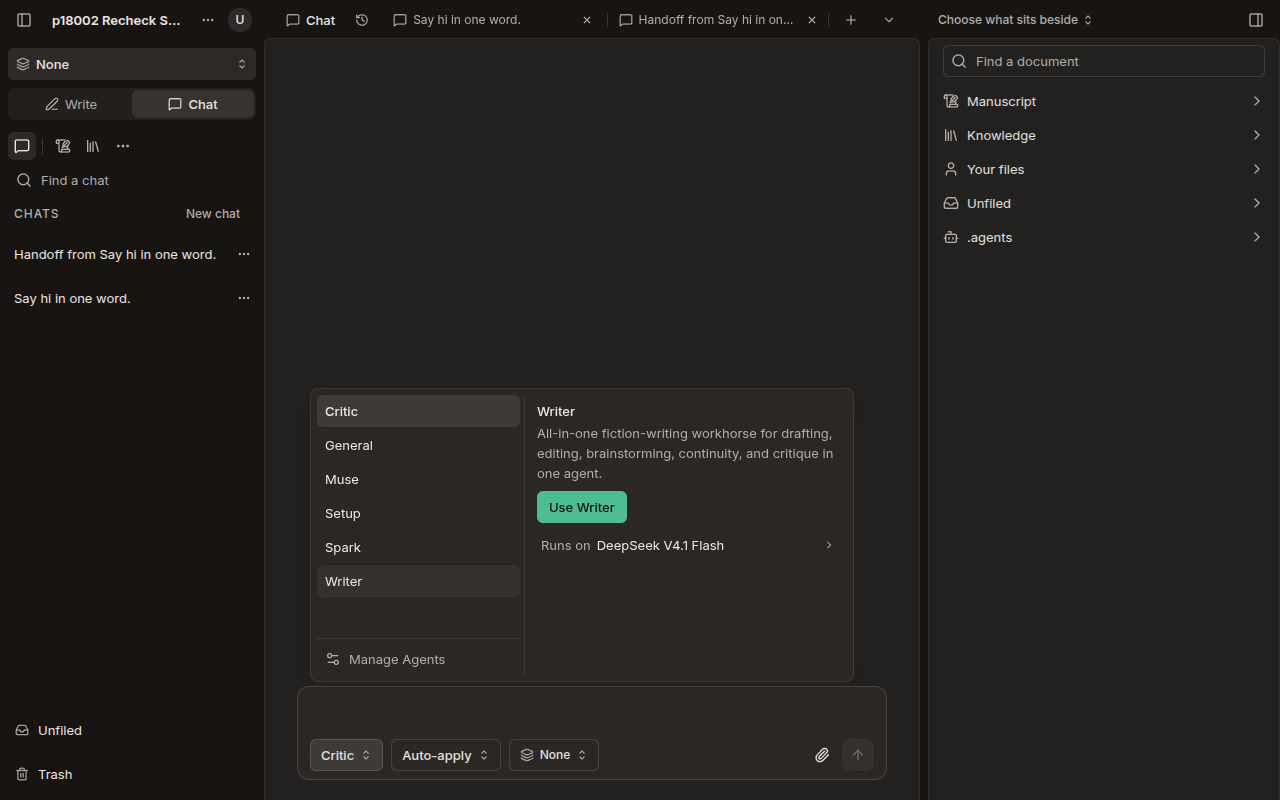 p18002 Recheck S...
U
None
Write
Chat
Find a chat
CHATS
New chat
Handoff from Say hi in one word.
Say hi in one word.
Unfiled
Trash
Chat
Say hi in one word.
Handoff from Say hi in on...
Critic
General
Muse
Setup
Spark
Writer
Manage Agents
Writer
All-in-one fiction-writing workhorse for drafting,
editing, brainstorming, continuity, and critique in
one agent.
Use Writer
Runs on DeepSeek V4.1 Flash
Critic
Auto-apply
None
Choose what sits beside
Find a document
Manuscript
Knowledge
Your files
Unfiled
.agents